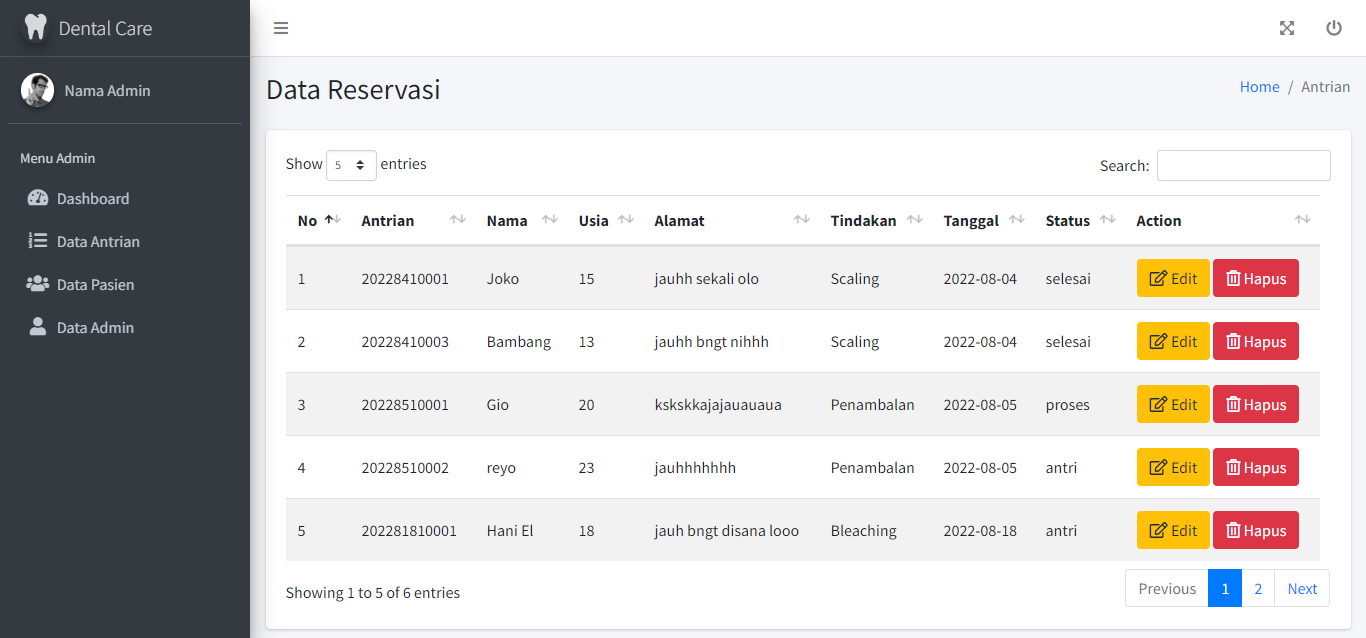 Dental Care
Nama Admin
Menu Admin
Dashboard
Data Antrian
Data Pasien
Data Admin
Data Reservasi
Home / Antrian
Show 5 entries
Search:
No Antrian Nama Usia Alamat Tindakan Tanggal Status Action
1 20228410001 Joko 15 jauhh sekali olo Scaling 2022-08-04 selesai Edit Hapus
2 20228410003 Bambang 13 jauhh bngt nihhh Scaling 2022-08-04 selesai Edit Hapus
3 20228510001 Gio 20 kskskkajajauauaua Penambalan 2022-08-05 proses Edit Hapus
4 20228510002 reyo 23 jauhhhhhhh Penambalan 2022-08-05 antri Edit Hapus
5 202281810001 Hani El 18 jauh bngt disana looo Bleaching 2022-08-18 antri Edit Hapus
Showing 1 to 5 of 6 entries
Previous 1 2 Next